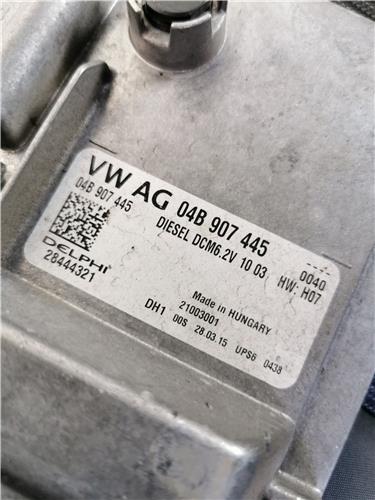 VW AG 04B 907 445
04B 907 445 DIESEL DCM6.2V 10 03 HW: H07
--- 0040
DELPHI
28444321
Made in HUNGARY
21003001
DH1 00S 28.03.15 UPS6 0438